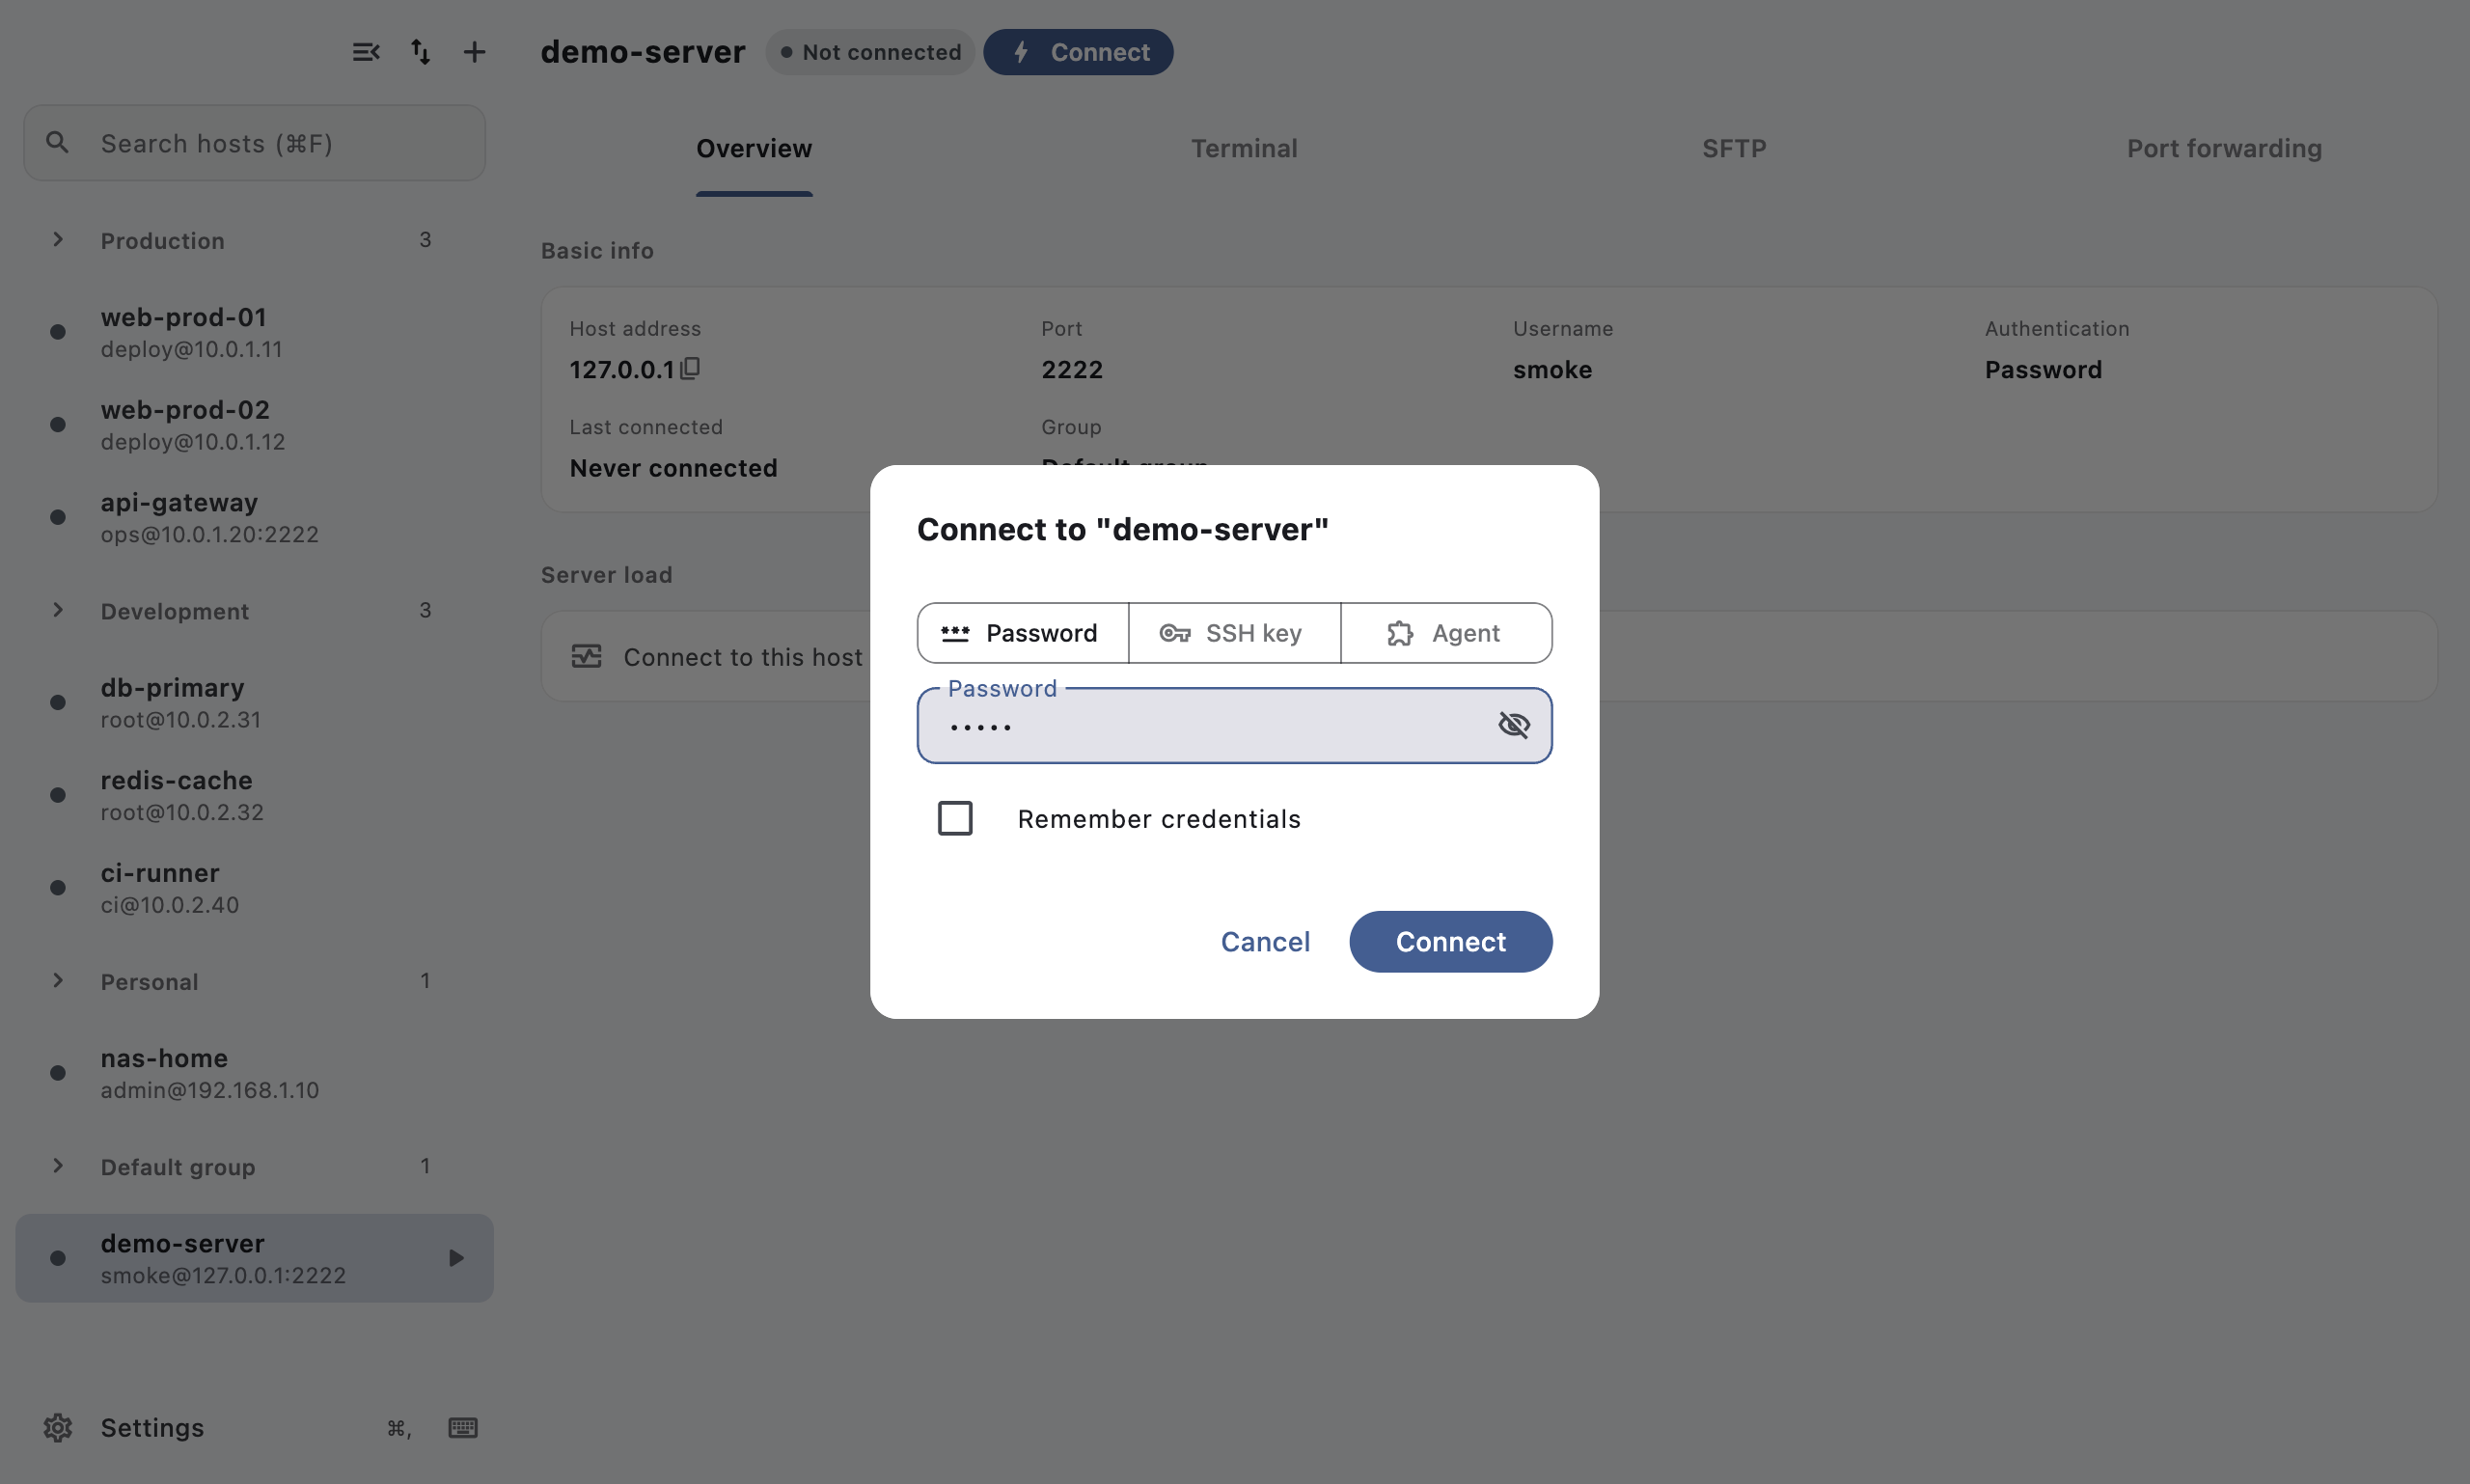 demo-server
Not connected
Connect
Search hosts (⌘F)
Overview
Terminal
SFTP
Port forwarding
Production 3
web-prod-01
deploy@10.0.1.11
web-prod-02
deploy@10.0.1.12
api-gateway
ops@10.0.1.20:2222
Development 3
db-primary
root@10.0.2.31
redis-cache
root@10.0.2.32
ci-runner
ci@10.0.2.40
Personal 1
nas-home
admin@192.168.1.10
Default group 1
demo-server
smoke@127.0.0.1:2222
Settings ⌘,
Basic info
Host address
127.0.0.1
Port
2222
Username
smoke
Authentication
Password
Last connected
Never connected
Group
Default group
Server load
Connect to this host
Connect to "demo-server"
Password
SSH key
Agent
Password
•••••
Remember credentials
Cancel
Connect